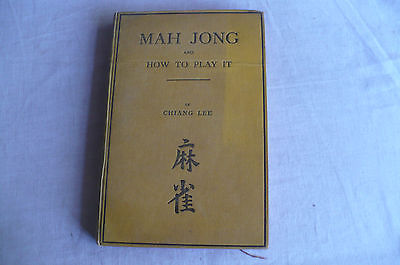 MAH JONG
AND
HOW TO PLAY IT
BY
CHIANG LEE
麻
雀